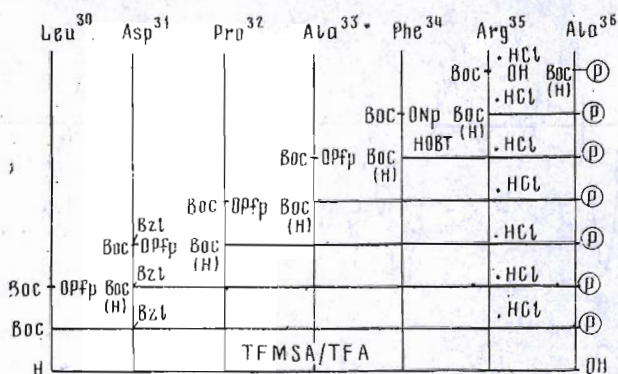 Leu³⁰ Asp³¹ Pro³² Ala³³ Phe³⁴ Arg³⁵ Ala³⁶
·HCl
Boc OH Boc (H) Ⓟ
·HCl
Boc ONp Boc (H) Ⓟ
Boc OPfp Boc (H) HOBT ·HCl Ⓟ
Boc OPfp Boc (H) ·HCl Ⓟ
Bzl
Boc OPfp Boc (H) ·HCl Ⓟ
Boc OPfp Boc (H) Bzl ·HCl Ⓟ
Boc Bzl ·HCl Ⓟ
H TFMSA/TFA OH